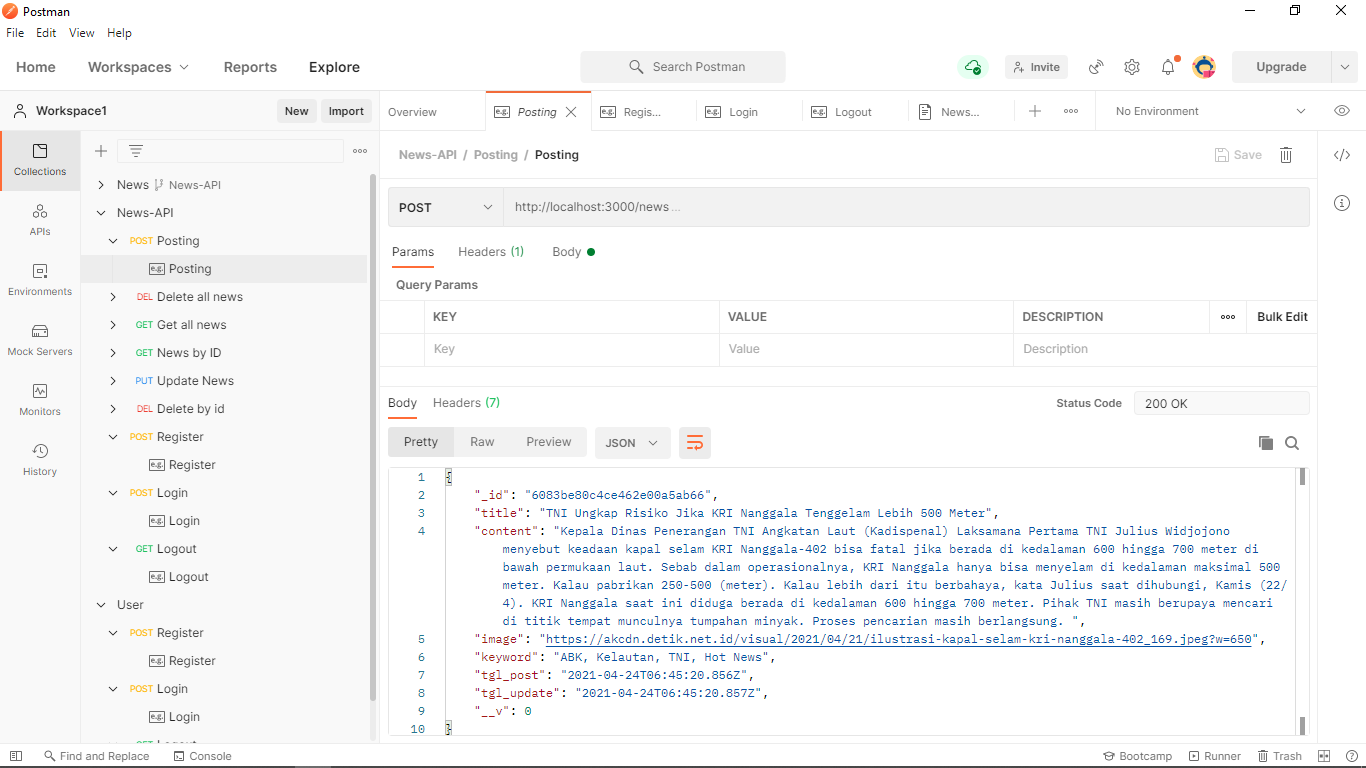 Postman
File Edit View Help
Home Workspaces Reports Explore Search Postman Invite Upgrade
Workspace1 New Import Overview e.g. Posting e.g. Regis... e.g. Login e.g. Logout News... No Environment
Collections
APIs
Environments
Mock Servers
Monitors
History
News News-API
News-API
POST Posting
e.g. Posting
DEL Delete all news
GET Get all news
GET News by ID
PUT Update News
DEL Delete by id
POST Register
e.g. Register
POST Login
e.g. Login
GET Logout
e.g. Logout
User
POST Register
e.g. Register
POST Login
e.g. Login
News-API / Posting / Posting Save
POST http://localhost:3000/news ...
Params Headers (1) Body
Query Params
KEY VALUE DESCRIPTION Bulk Edit
Key Value Description
Body Headers (7) Status Code 200 OK
Pretty Raw Preview JSON
1 {
2 "_id": "6083be80c4ce462e00a5ab66",
3 "title": "TNI Ungkap Risiko Jika KRI Nanggala Tenggelam Lebih 500 Meter",
4 "content": "Kepala Dinas Penerangan TNI Angkatan Laut (Kadispenal) Laksamana Pertama TNI Julius Widjojono
menyebut keadaan kapal selam KRI Nanggala-402 bisa fatal jika berada di kedalaman 600 hingga 700 meter di
bawah permukaan laut. Sebab dalam operasionalnya, KRI Nanggala hanya bisa menyelam di kedalaman maksimal 500
meter. Kalau pabrikan 250-500 (meter). Kalau lebih dari itu berbahaya, kata Julius saat dihubungi, Kamis (22/
4). KRI Nanggala saat ini diduga berada di kedalaman 600 hingga 700 meter. Pihak TNI masih berupaya mencari
di titik tempat munculnya tumpahan minyak. Proses pencarian masih berlangsung. ",
5 "image": "https://akcdn.detik.net.id/visual/2021/04/21/ilustrasi-kapal-selam-kri-nanggala-402_169.jpeg?w=650",
6 "keyword": "ABK, Kelautan, TNI, Hot News",
7 "tgl_post": "2021-04-24T06:45:20.856Z",
8 "tgl_update": "2021-04-24T06:45:20.857Z",
9 "__v": 0
10 }
Find and Replace Console Bootcamp Runner Trash